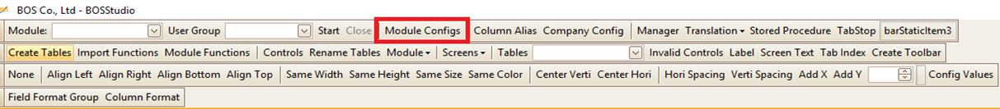 BOS Co., Ltd - BOSStudio
Module: User Group Start Close Module Configs Column Alias Company Config Manager Translation Stored Procedure TabStop barStaticItem3
Create Tables Import Functions Module Functions Controls Rename Tables Module Screens Tables Invalid Controls Label Screen Text Tab Index Create Toolbar
None Align Left Align Right Align Bottom Align Top Same Width Same Height Same Size Same Color Center Verti Center Hori Hori Spacing Verti Spacing Add X Add Y Config Values
Field Format Group Column Format